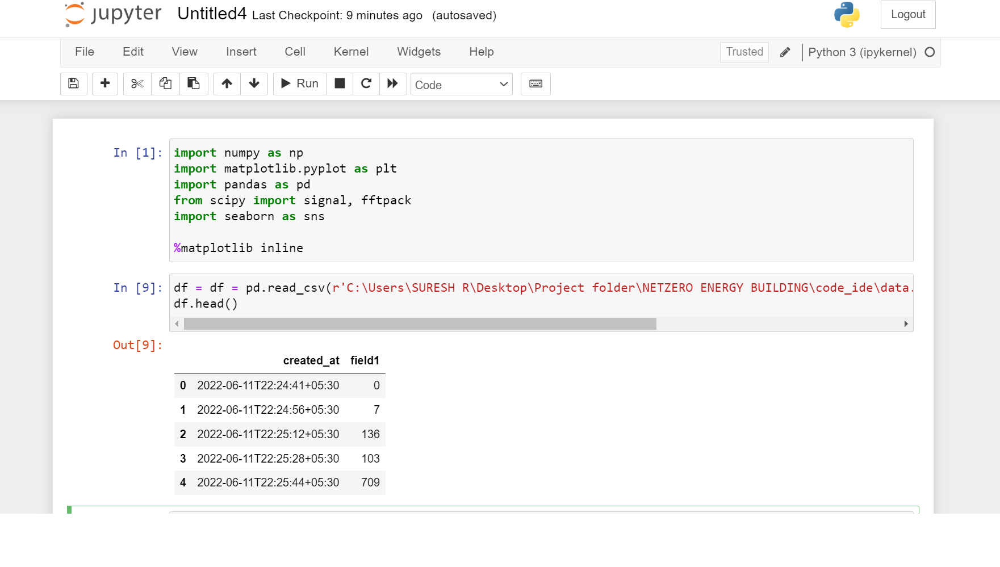 jupyter Untitled4 Last Checkpoint: 9 minutes ago (autosaved) Logout
File Edit View Insert Cell Kernel Widgets Help Trusted Python 3 (ipykernel)
Run Code
In [1]: import numpy as np
import matplotlib.pyplot as plt
import pandas as pd
from scipy import signal, fftpack
import seaborn as sns
%matplotlib inline
In [9]: df = df = pd.read_csv(r'C:\Users\SURESH R\Desktop\Project folder\NETZERO ENERGY BUILDING\code_ide\data.
df.head()
Out[9]:
created_at field1
0 2022-06-11T22:24:41+05:30 0
1 2022-06-11T22:24:56+05:30 7
2 2022-06-11T22:25:12+05:30 136
3 2022-06-11T22:25:28+05:30 103
4 2022-06-11T22:25:44+05:30 709